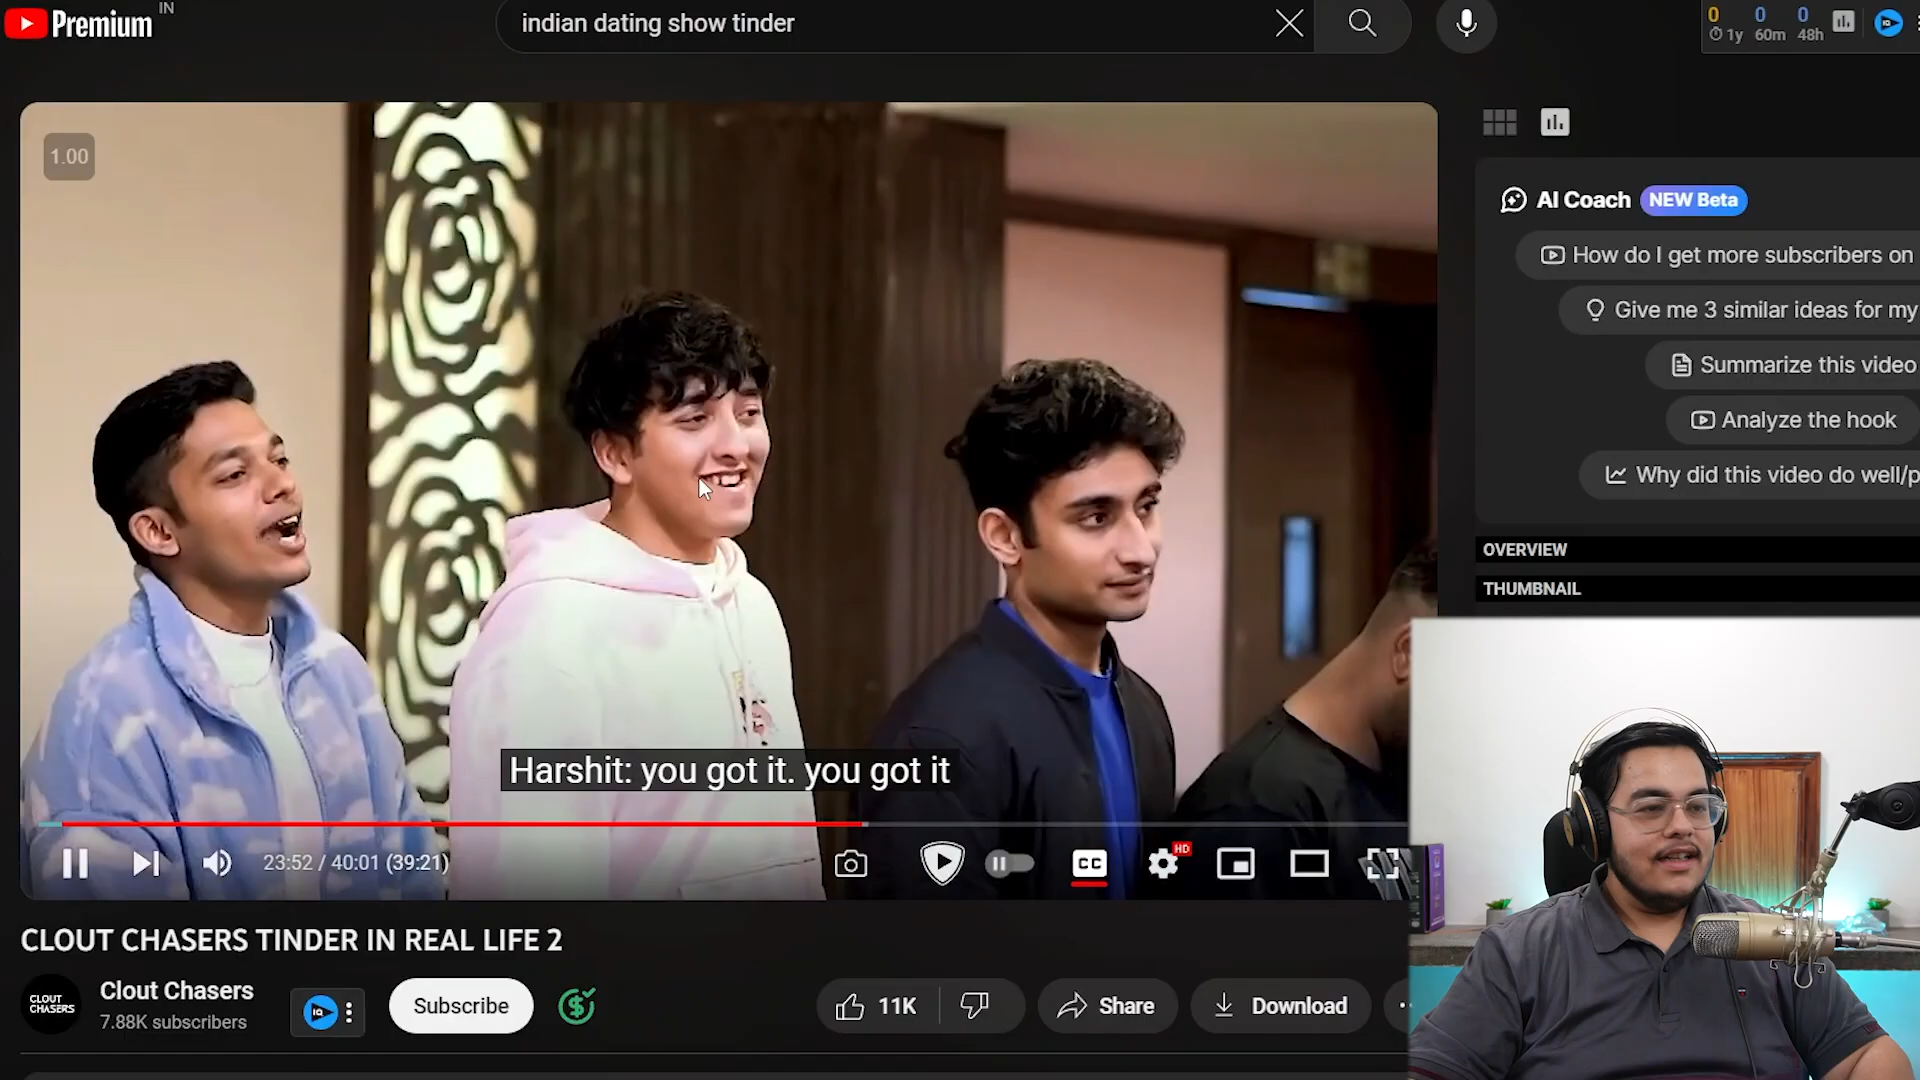 Premium IN
indian dating show tinder
0 0 0
1y 60m 48h
1.00
AI Coach NEW Beta
How do I get more subscribers on
Give me 3 similar ideas for my
Summarize this video
Analyze the hook
Why did this video do well/p
OVERVIEW
THUMBNAIL
Harshit: you got it. you got it
23:52 / 40:01 (39:21)
CC
HD
CLOUT CHASERS TINDER IN REAL LIFE 2
CLOUT
CHASERS
Clout Chasers
7.88K subscribers
IQ
Subscribe
11K
Share
Download